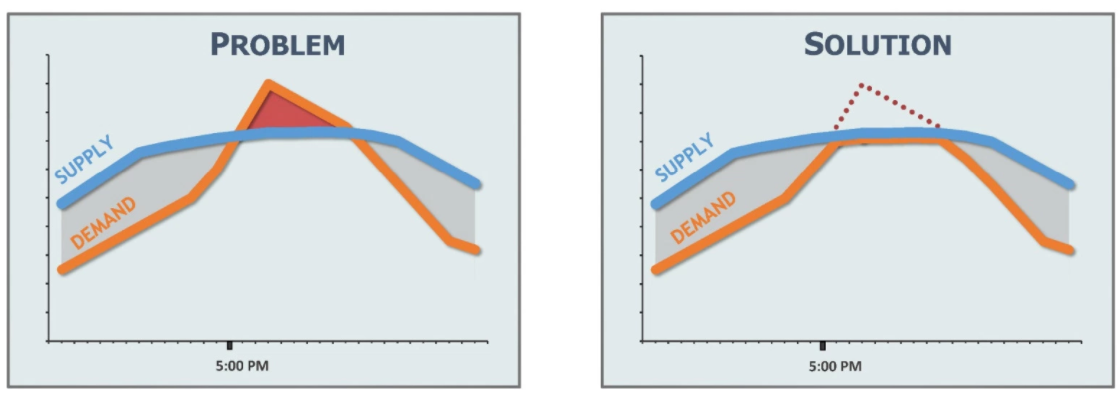 PROBLEM
SUPPLY
DEMAND
5:00 PM
SOLUTION
SUPPLY
DEMAND
5:00 PM